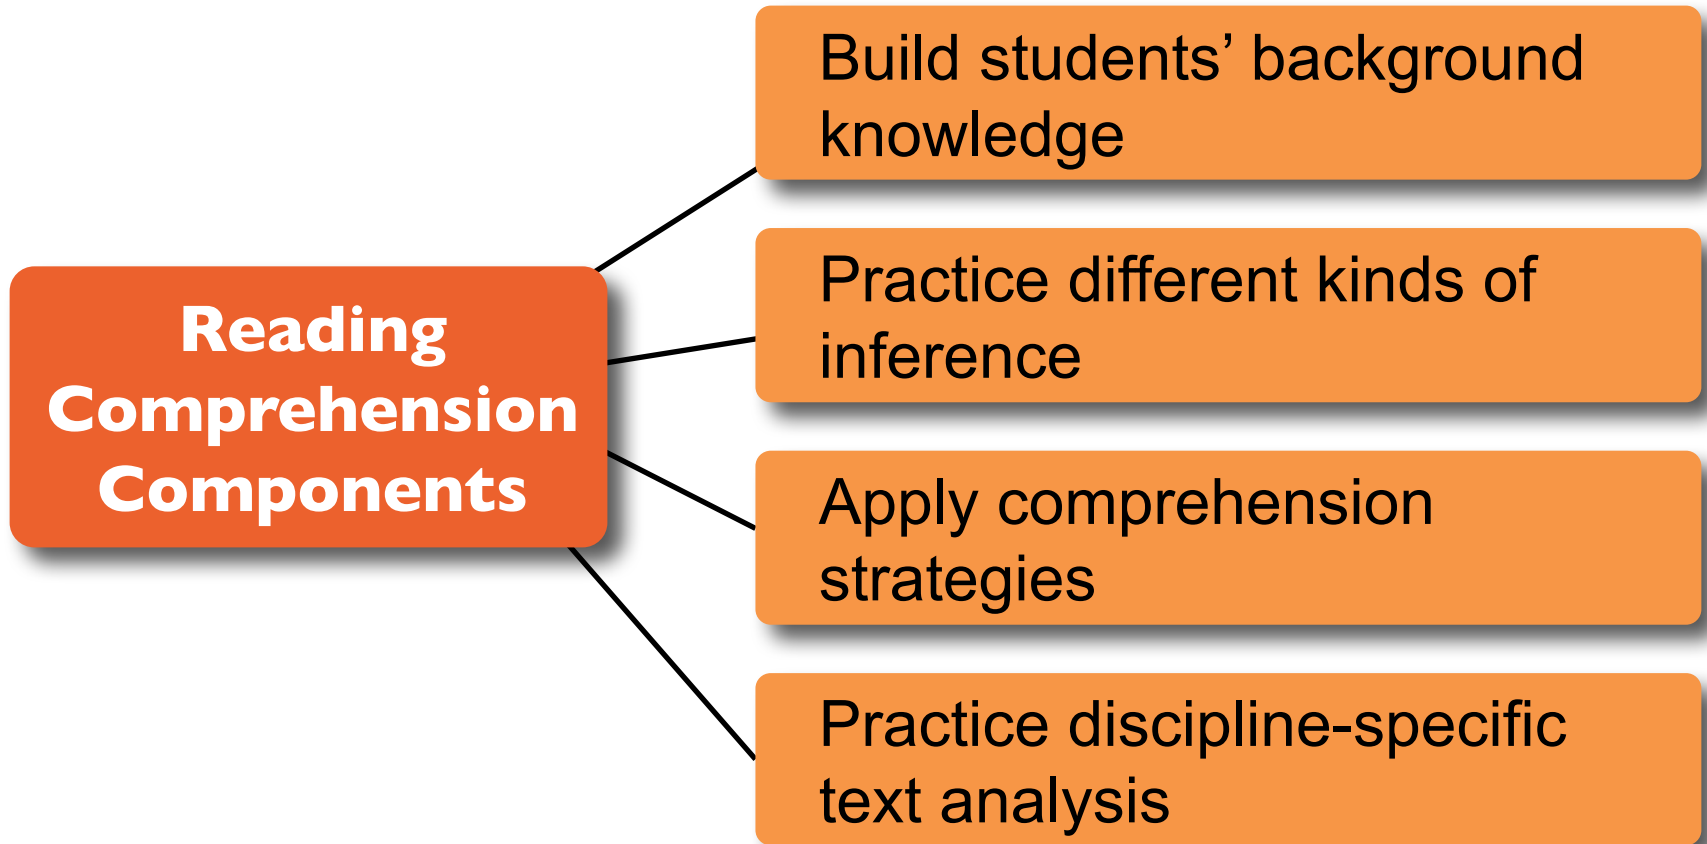 Reading
Comprehension
Components
Build students’ background
knowledge
Practice different kinds of
inference
Apply comprehension
strategies
Practice discipline-specific
text analysis